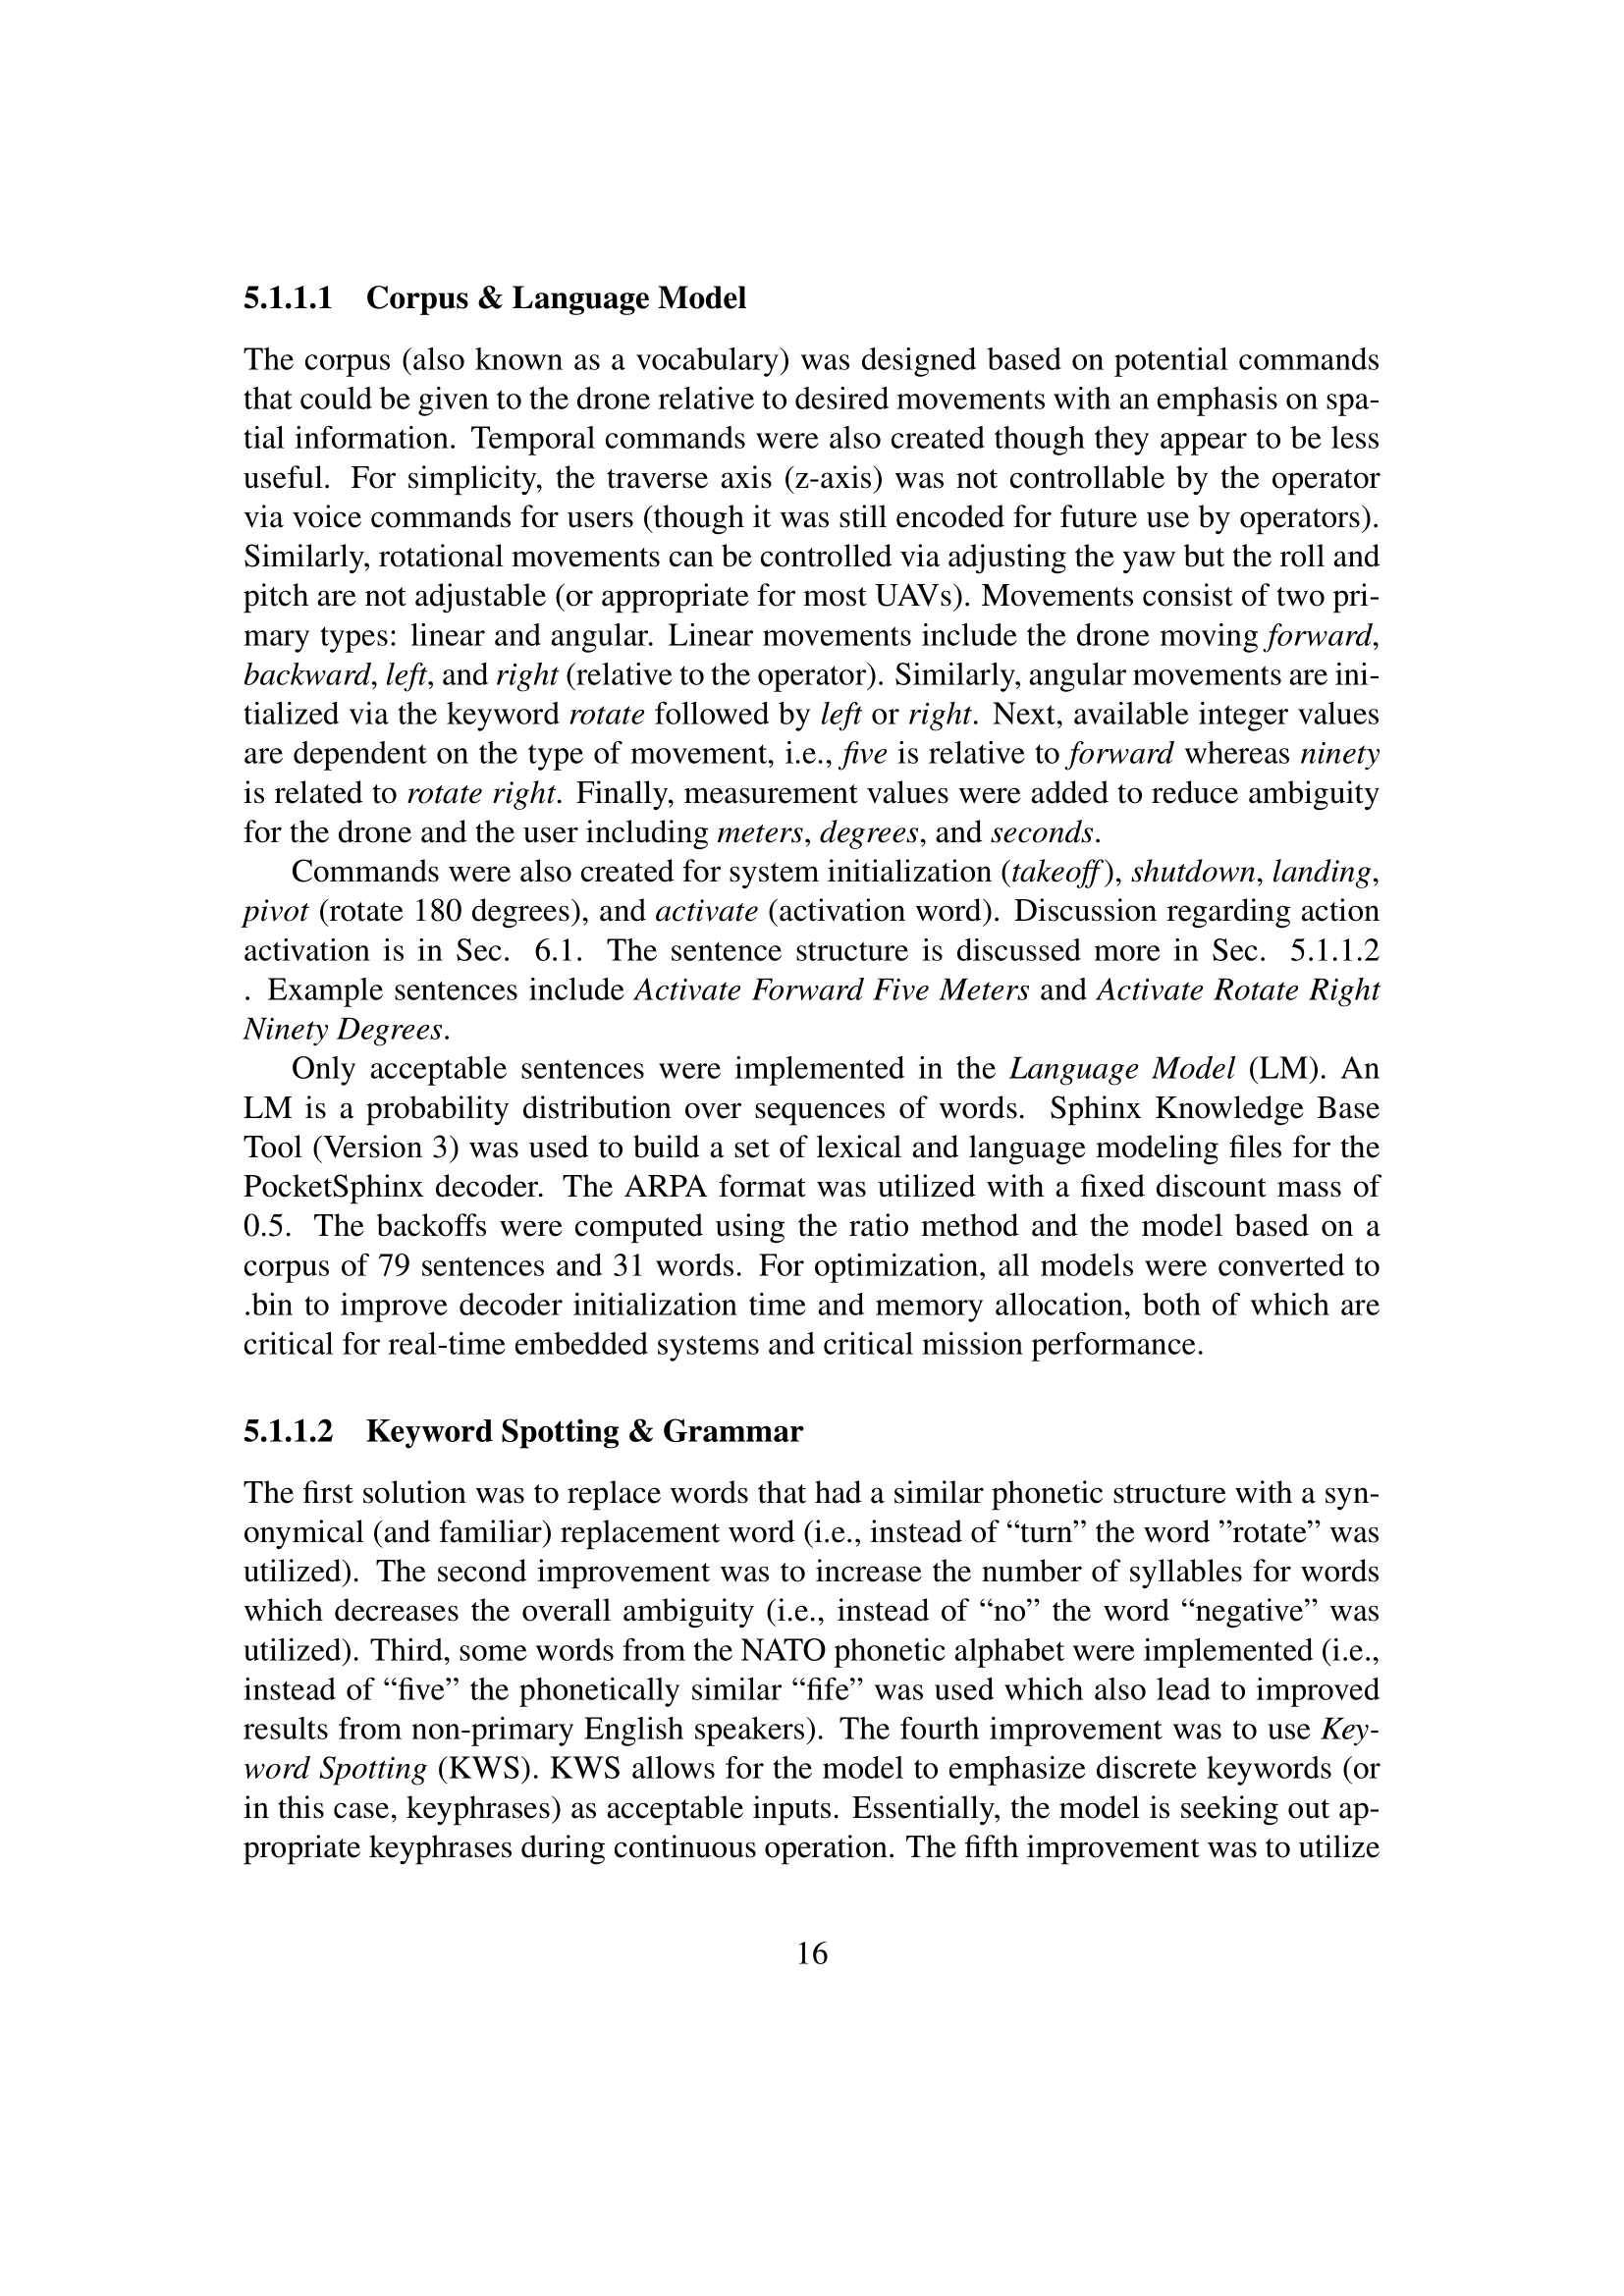 5.1.1.1 Corpus & Language Model
The corpus (also known as a vocabulary) was designed based on potential commands
that could be given to the drone relative to desired movements with an emphasis on spa-
tial information. Temporal commands were also created though they appear to be less
useful. For simplicity, the traverse axis (z-axis) was not controllable by the operator
via voice commands for users (though it was still encoded for future use by operators).
Similarly, rotational movements can be controlled via adjusting the yaw but the roll and
pitch are not adjustable (or appropriate for most UAVs). Movements consist of two pri-
mary types: linear and angular. Linear movements include the drone moving forward,
backward, left, and right (relative to the operator). Similarly, angular movements are ini-
tialized via the keyword rotate followed by left or right. Next, available integer values
are dependent on the type of movement, i.e., five is relative to forward whereas ninety
is related to rotate right. Finally, measurement values were added to reduce ambiguity
for the drone and the user including meters, degrees, and seconds.
Commands were also created for system initialization (takeoff), shutdown, landing,
pivot (rotate 180 degrees), and activate (activation word). Discussion regarding action
activation is in Sec. 6.1. The sentence structure is discussed more in Sec. 5.1.1.2
. Example sentences include Activate Forward Five Meters and Activate Rotate Right
Ninety Degrees.
Only acceptable sentences were implemented in the Language Model (LM). An
LM is a probability distribution over sequences of words. Sphinx Knowledge Base
Tool (Version 3) was used to build a set of lexical and language modeling files for the
PocketSphinx decoder. The ARPA format was utilized with a fixed discount mass of
0.5. The backoffs were computed using the ratio method and the model based on a
corpus of 79 sentences and 31 words. For optimization, all models were converted to
.bin to improve decoder initialization time and memory allocation, both of which are
critical for real-time embedded systems and critical mission performance.
5.1.1.2 Keyword Spotting & Grammar
The first solution was to replace words that had a similar phonetic structure with a syn-
onymical (and familiar) replacement word (i.e., instead of “turn” the word ”rotate” was
utilized). The second improvement was to increase the number of syllables for words
which decreases the overall ambiguity (i.e., instead of “no” the word “negative” was
utilized). Third, some words from the NATO phonetic alphabet were implemented (i.e.,
instead of “five” the phonetically similar “fife” was used which also lead to improved
results from non-primary English speakers). The fourth improvement was to use Key-
word Spotting (KWS). KWS allows for the model to emphasize discrete keywords (or
in this case, keyphrases) as acceptable inputs. Essentially, the model is seeking out ap-
propriate keyphrases during continuous operation. The fifth improvement was to utilize
16